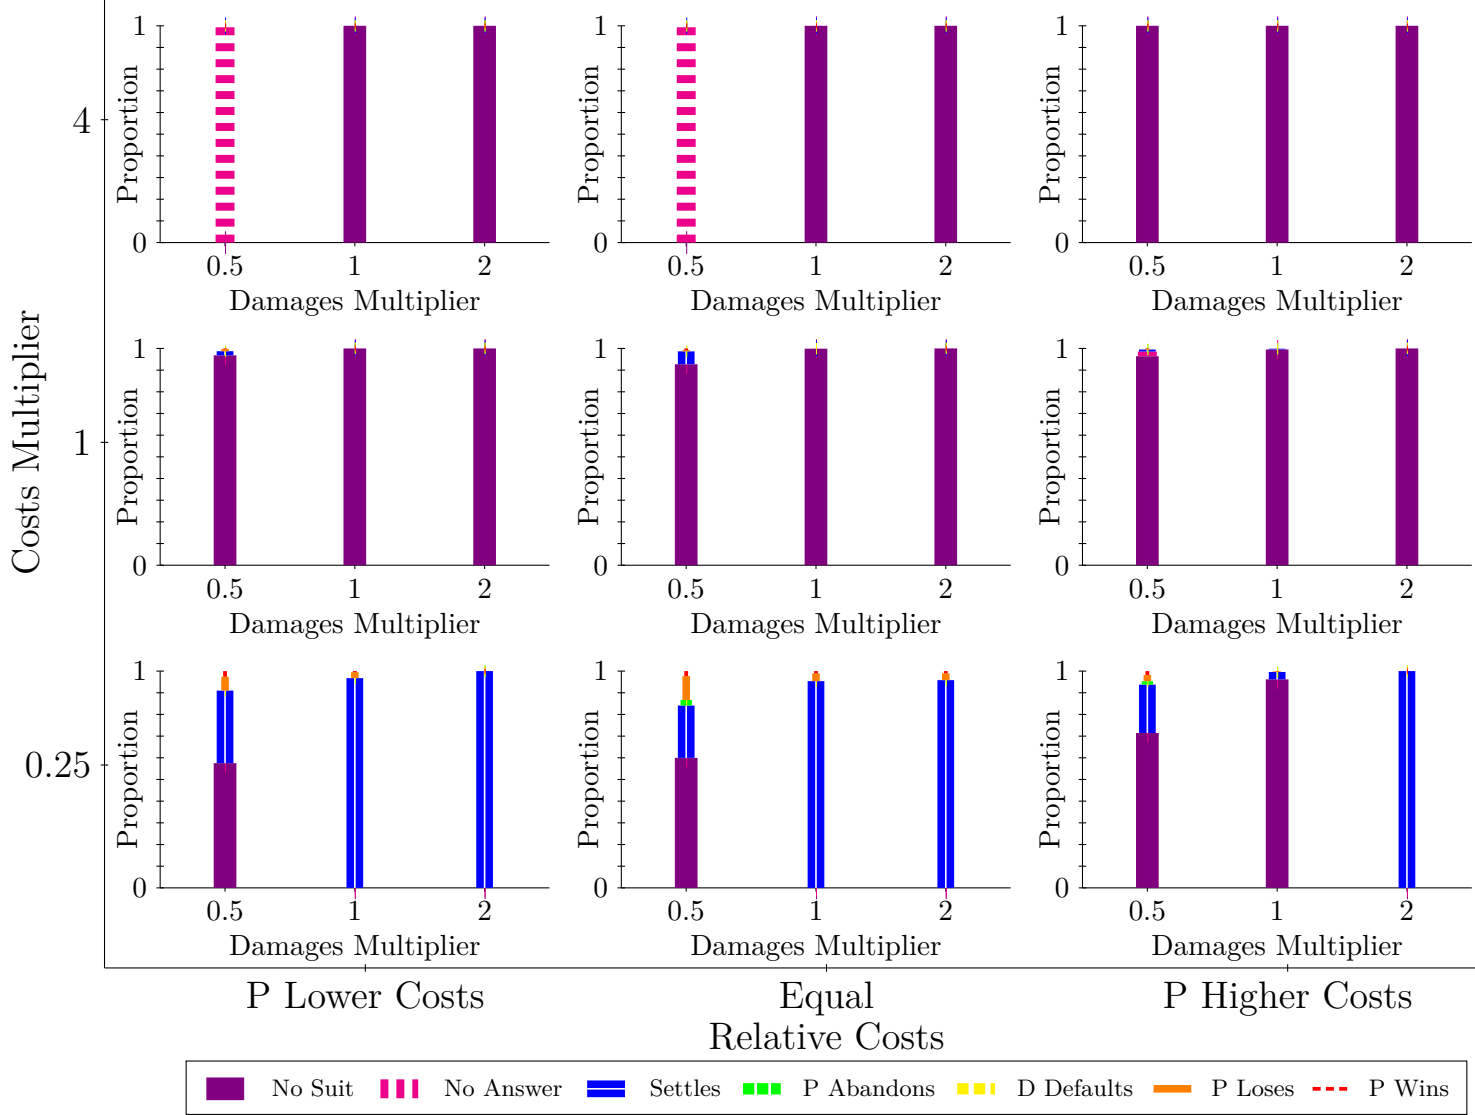 Costs Multiplier
4
Proportion
1
0
0.5 1 2
Damages Multiplier
Proportion
1
0
0.5 1 2
Damages Multiplier
Proportion
1
0
0.5 1 2
Damages Multiplier
1
Proportion
1
0
0.5 1 2
Damages Multiplier
Proportion
1
0
0.5 1 2
Damages Multiplier
Proportion
1
0
0.5 1 2
Damages Multiplier
0.25
Proportion
1
0
0.5 1 2
Damages Multiplier
Proportion
1
0
0.5 1 2
Damages Multiplier
Proportion
1
0
0.5 1 2
Damages Multiplier
P Lower Costs Equal P Higher Costs
Relative Costs
No Suit No Answer Settles P Abandons D Defaults P Loses P Wins